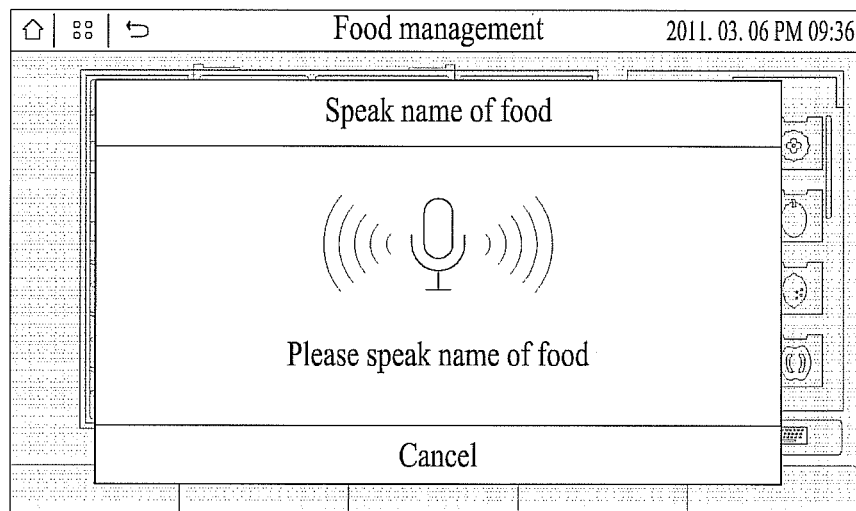 Food management
2011. 03. 06 PM 09:36
Speak name of food
Please speak name of food
Cancel